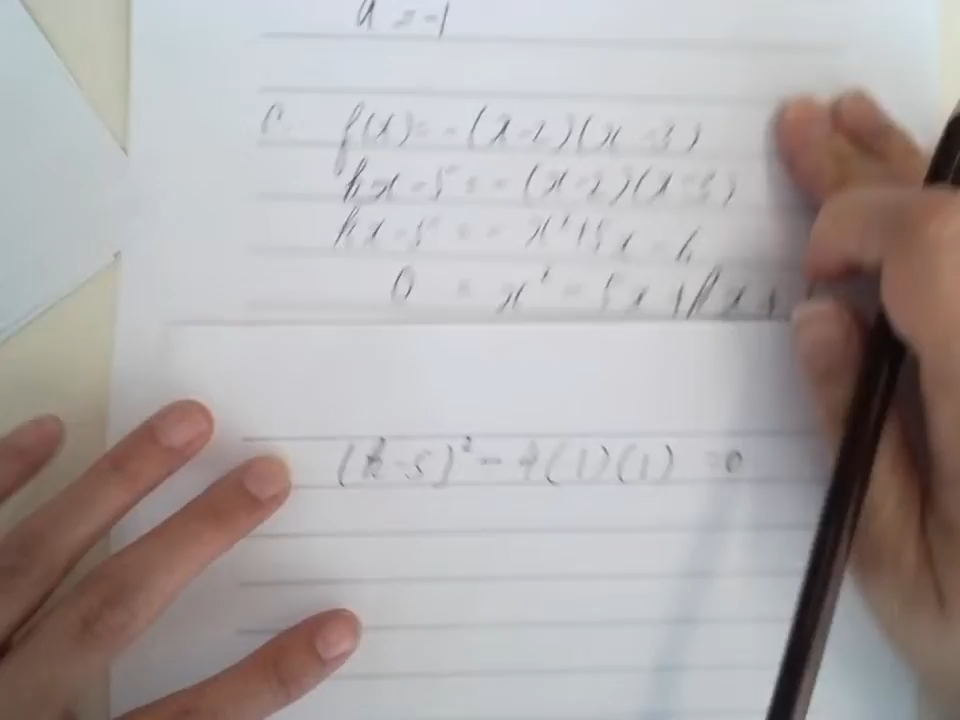 a = -1
c. f(x) = -(x-2)(x-3)
kx-5 = -(x-2)(x-3)
kx-5 = -x²+5x-6
0 = x²-5x+kx+
(k-5)²-4(1)(1) =0